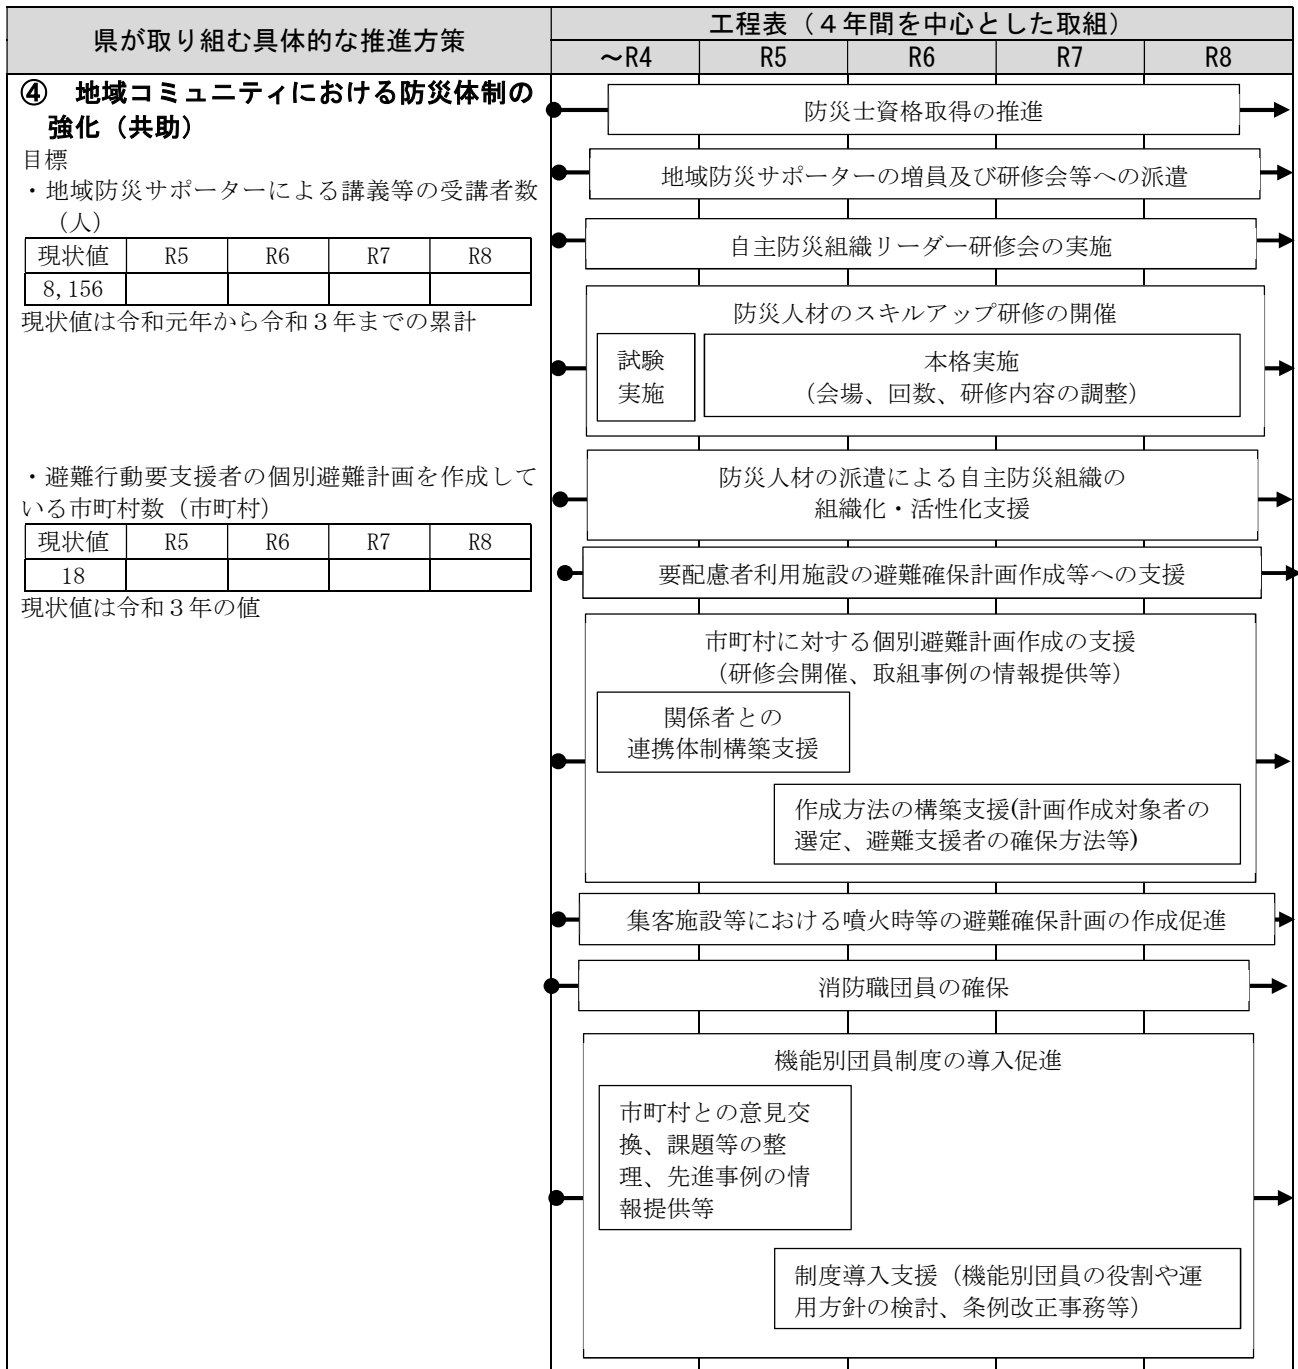 県が取り組む具体的な推進方策
工程表（４年間を中心とした取組）
～R4 R5 R6 R7 R8
④　地域コミュニティにおける防災体制の
強化（共助）
目標
・地域防災サポーターによる講義等の受講者数
（人）
現状値 R5 R6 R7 R8
8,156
現状値は令和元年から令和３年までの累計
・避難行動要支援者の個別避難計画を作成して
いる市町村数（市町村）
現状値 R5 R6 R7 R8
18
現状値は令和３年の値
防災士資格取得の推進
地域防災サポーターの増員及び研修会等への派遣
自主防災組織リーダー研修会の実施
防災人材のスキルアップ研修の開催
試験
実施
本格実施
（会場、回数、研修内容の調整）
防災人材の派遣による自主防災組織の
組織化・活性化支援
要配慮者利用施設の避難確保計画作成等への支援
市町村に対する個別避難計画作成の支援
（研修会開催、取組事例の情報提供等）
関係者との
連携体制構築支援
作成方法の構築支援(計画作成対象者の
選定、避難支援者の確保方法等)
集客施設等における噴火時等の避難確保計画の作成促進
消防職団員の確保
機能別団員制度の導入促進
市町村との意見交
換、課題等の整
理、先進事例の情
報提供等
制度導入支援（機能別団員の役割や運
用方針の検討、条例改正事務等）